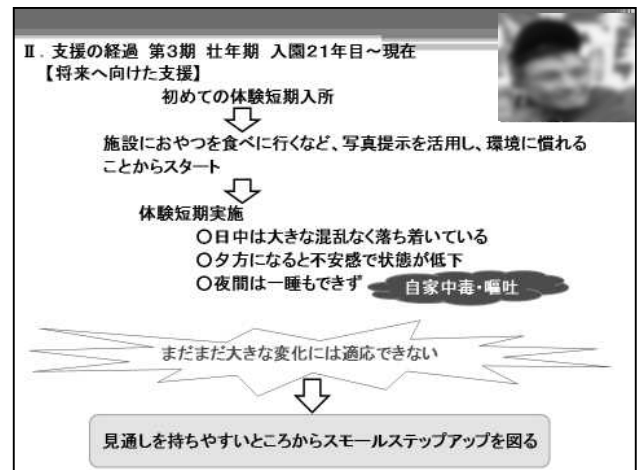 Ⅱ．支援の経過 第3期 壮年期 入園21年目～現在
【将来へ向けた支援】
初めての体験短期入所
施設におやつを食べに行くなど、写真提示を活用し、環境に慣れる
ことからスタート
体験短期実施
○日中は大きな混乱なく落ち着いている
○夕方になると不安感で状態が低下
○夜間は一睡もできず
自家中毒・嘔吐
まだまだ大きな変化には適応できない
見通しを持ちやすいところからスモールステップアップを図る